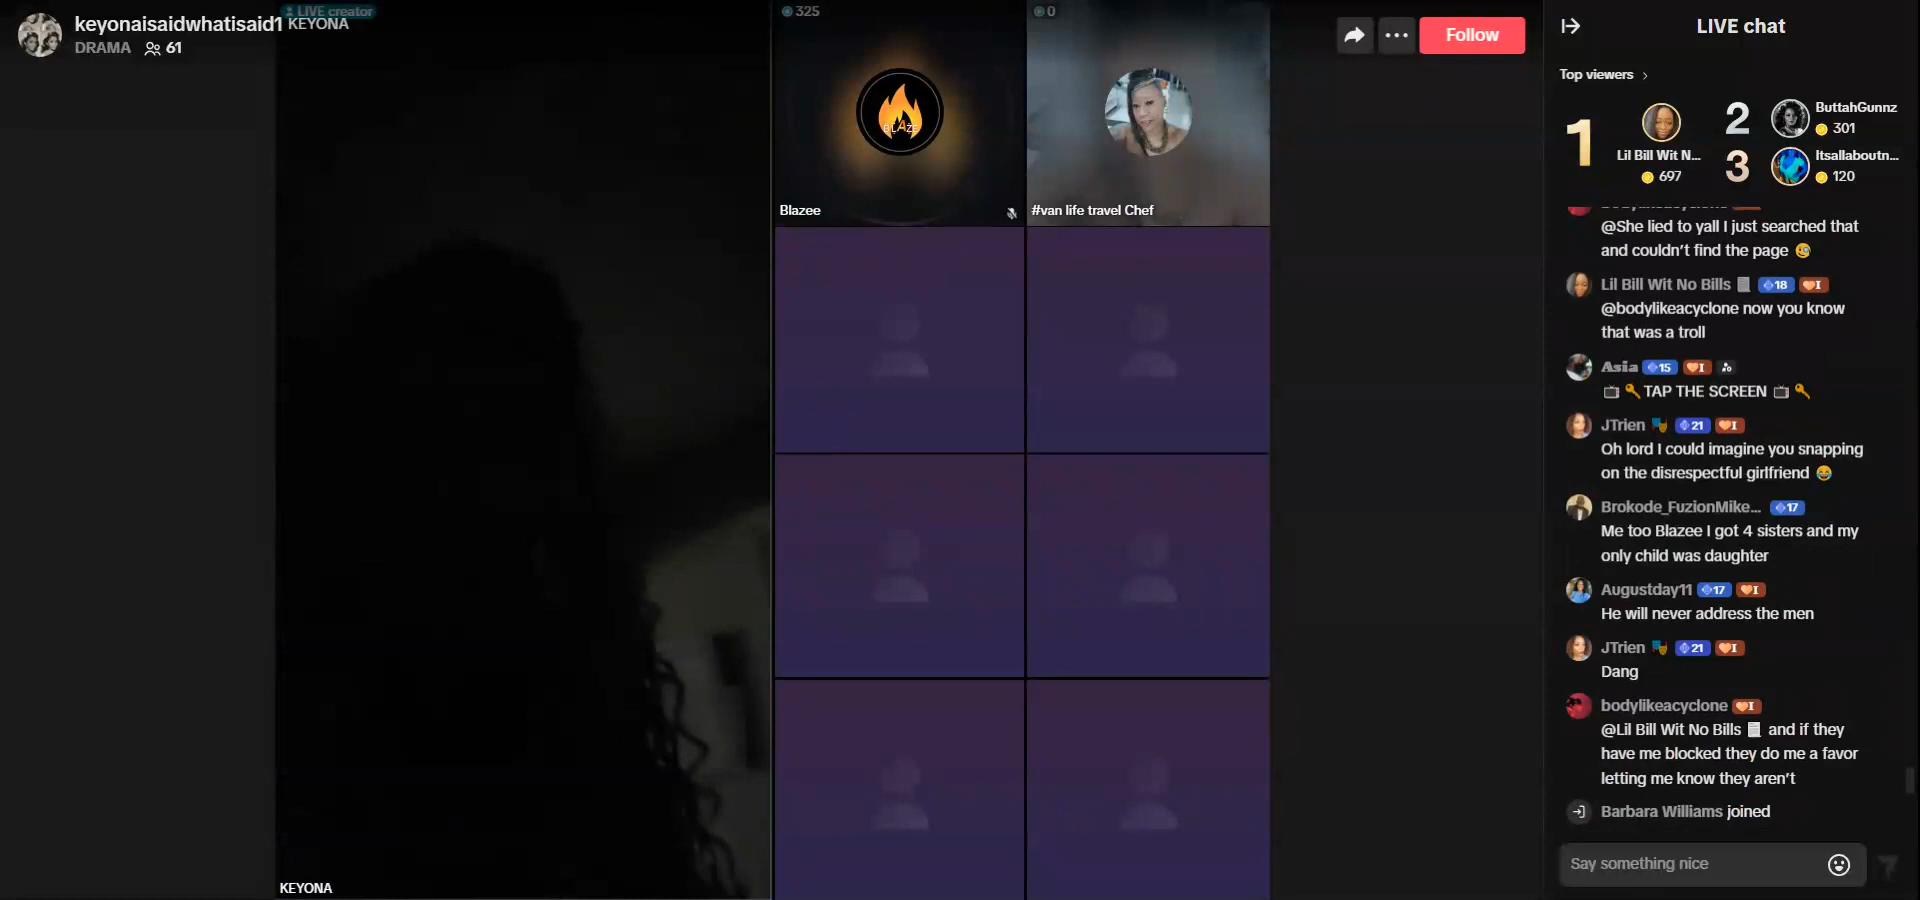 keyonaisaidwhatisaid1
DRAMA 61
LIVE creator
KEYONA
325
0
Follow
BLAZE
Blazee
#van life travel Chef
KEYONA
LIVE chat
Top viewers
1
Lil Bill Wit N...
697
2
ButtahGunnz
301
3
Itsallaboutn...
120
@She lied to yall I just searched that
and couldn't find the page
Lil Bill Wit No Bills 18 I
@bodylikeacyclone now you know
that was a troll
Asia 15 I
TAP THE SCREEN
JTrien 21 I
Oh lord I could imagine you snapping
on the disrespectful girlfriend
Brokode_FuzionMike... 17
Me too Blazee I got 4 sisters and my
only child was daughter
Augustday11 17 I
He will never address the men
JTrien 21 I
Dang
bodylikeacyclone I
@Lil Bill Wit No Bills and if they
have me blocked they do me a favor
letting me know they aren't
Barbara Williams joined
Say something nice